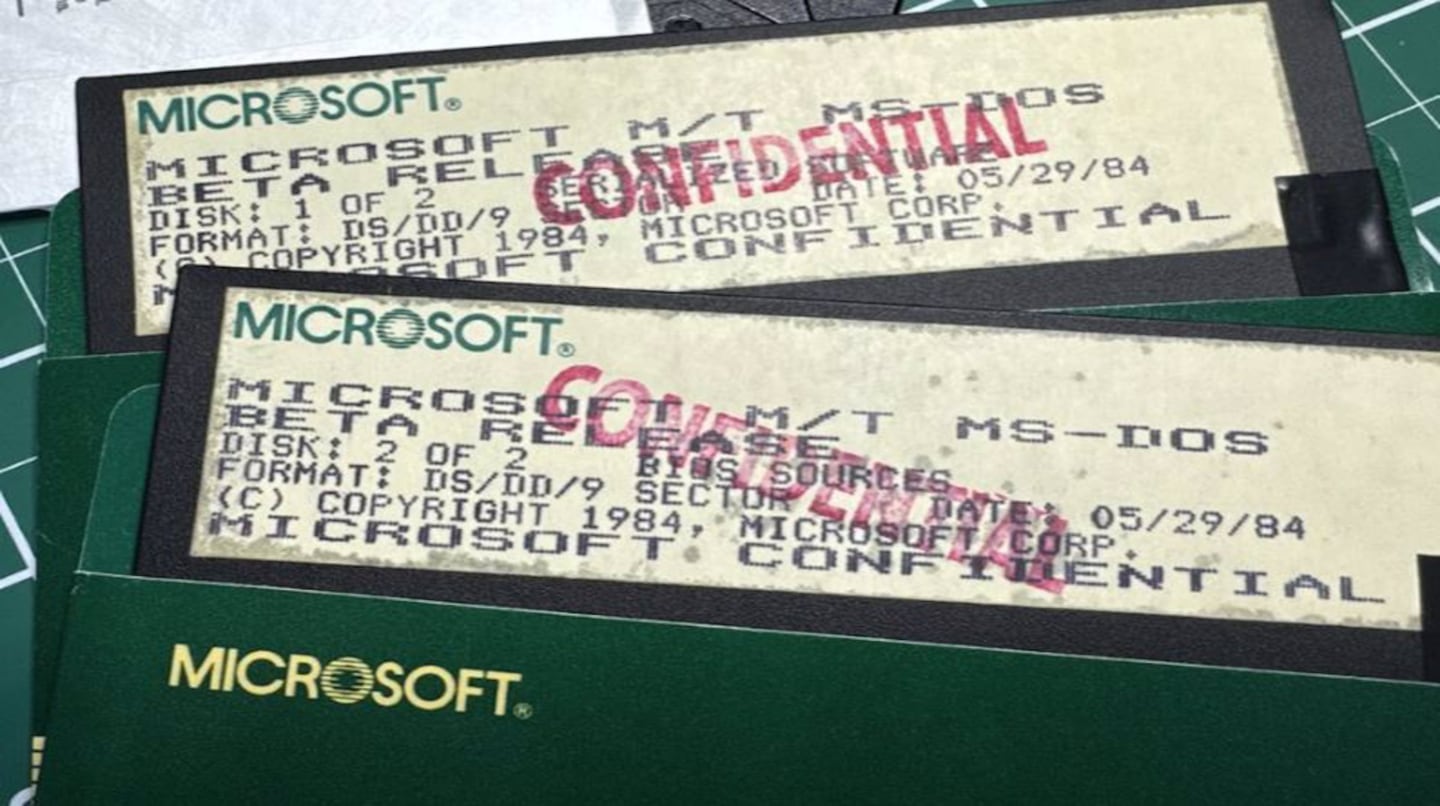 MICROSOFT®
MICROSOFT M/T MS-DOS
BETA RELEASE
CONFIDENTIAL
DISK: 1 OF 2 SERIALIZED SOFTWARE
FORMAT: DS/DD/9 DATE: 05/29/84
(C) COPYRIGHT 1984, MICROSOFT CORP.
MICROSOFT CONFIDENTIAL
MICROSOFT®
MICROSOFT M/T MS-DOS
BETA RELEASE
CONFIDENTIAL
DISK: 2 OF 2 BIOS SOURCES
FORMAT: DS/DD/9 SECTOR DATE: 05/29/84
(C) COPYRIGHT 1984, MICROSOFT CORP.
MICROSOFT CONFIDENTIAL
MICROSOFT®